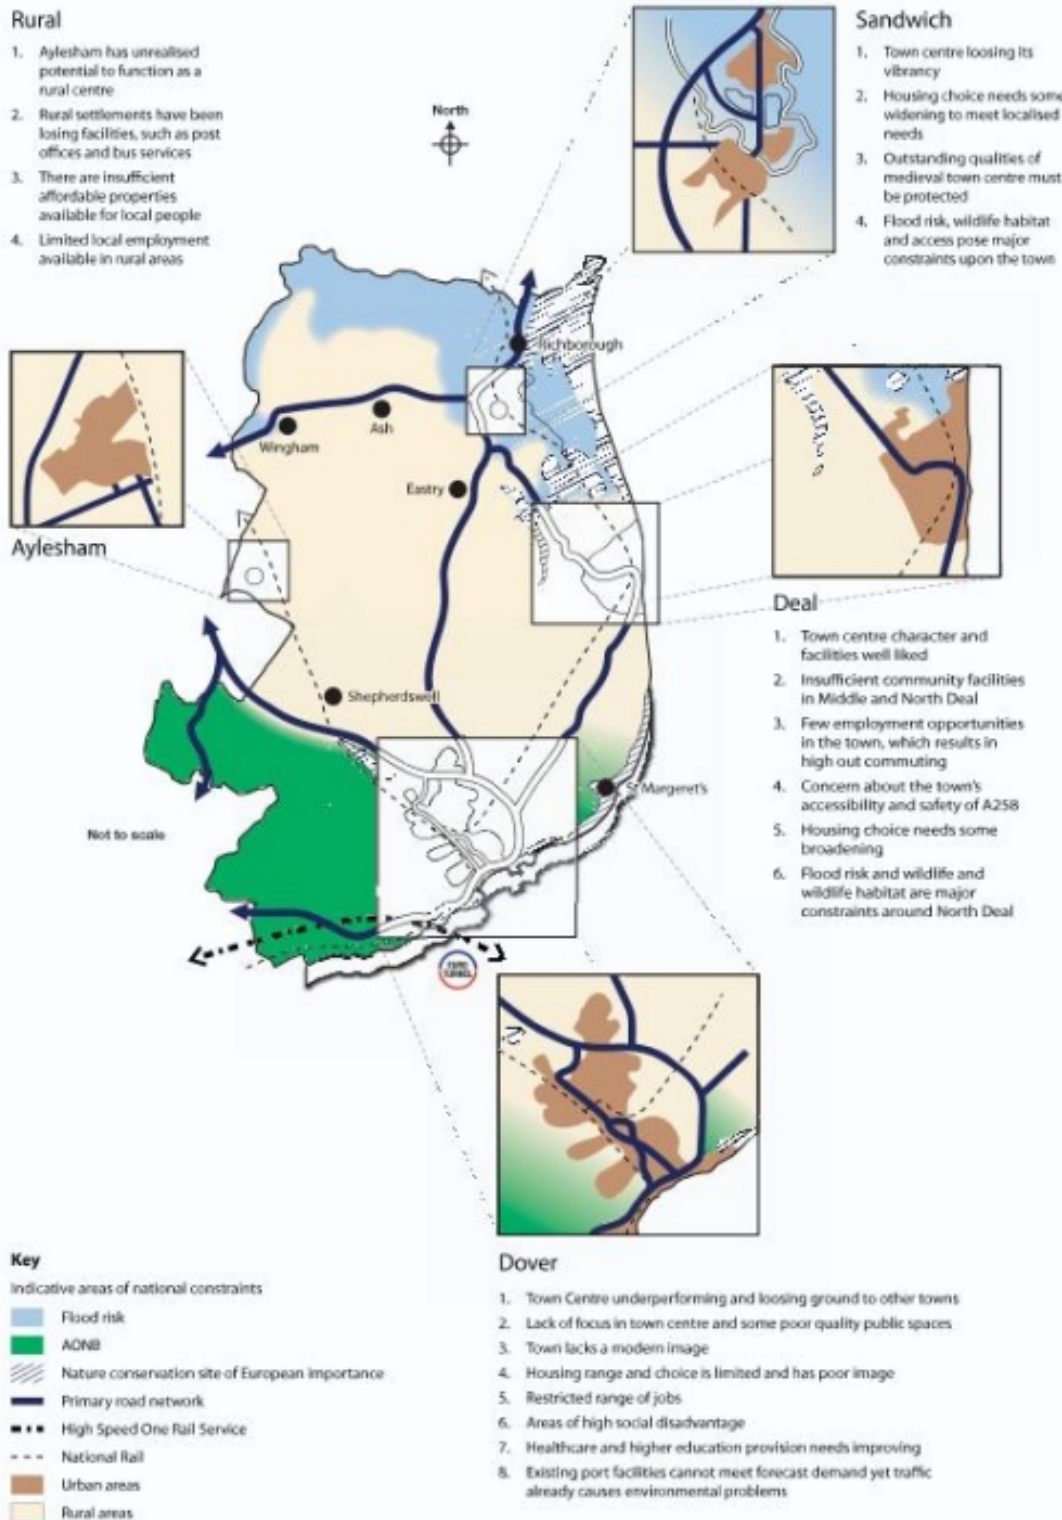 Rural
1. Aylesham has unrealised
potential to function as a
rural centre
2. Rural settlements have been
losing facilities, such as post
offices and bus services
3. There are insufficient
affordable properties
available for local people
4. Limited local employment
available in rural areas
North
Sandwich
1. Town centre loosing its
vibrancy
2. Housing choice needs some
widening to meet localised
needs
3. Outstanding qualities of
medieval town centre must
be protected
4. Flood risk, wildlife habitat
and access pose major
constraints upon the town
Richborough
Ash
Wingham
Eastry
Aylesham
Shepherdswell
St Margeret's
Not to scale
Deal
1. Town centre character and
facilities well liked
2. Insufficient community facilities
in Middle and North Deal
3. Few employment opportunities
in the town, which results in
high out commuting
4. Concern about the town's
accessibility and safety of A258
5. Housing choice needs some
broadening
6. Flood risk and wildlife and
wildlife habitat are major
constraints around North Deal
EURO
TUNNEL
Key
Indicative areas of national constraints
Flood risk
AONB
Nature conservation site of European importance
Primary road network
High Speed One Rail Service
National Rail
Urban areas
Rural areas
Dover
1. Town Centre underperforming and loosing ground to other towns
2. Lack of focus in town centre and some poor quality public spaces
3. Town lacks a modern image
4. Housing range and choice is limited and has poor image
5. Restricted range of jobs
6. Areas of high social disadvantage
7. Healthcare and higher education provision needs improving
8. Existing port facilities cannot meet forecast demand yet traffic
already causes environmental problems